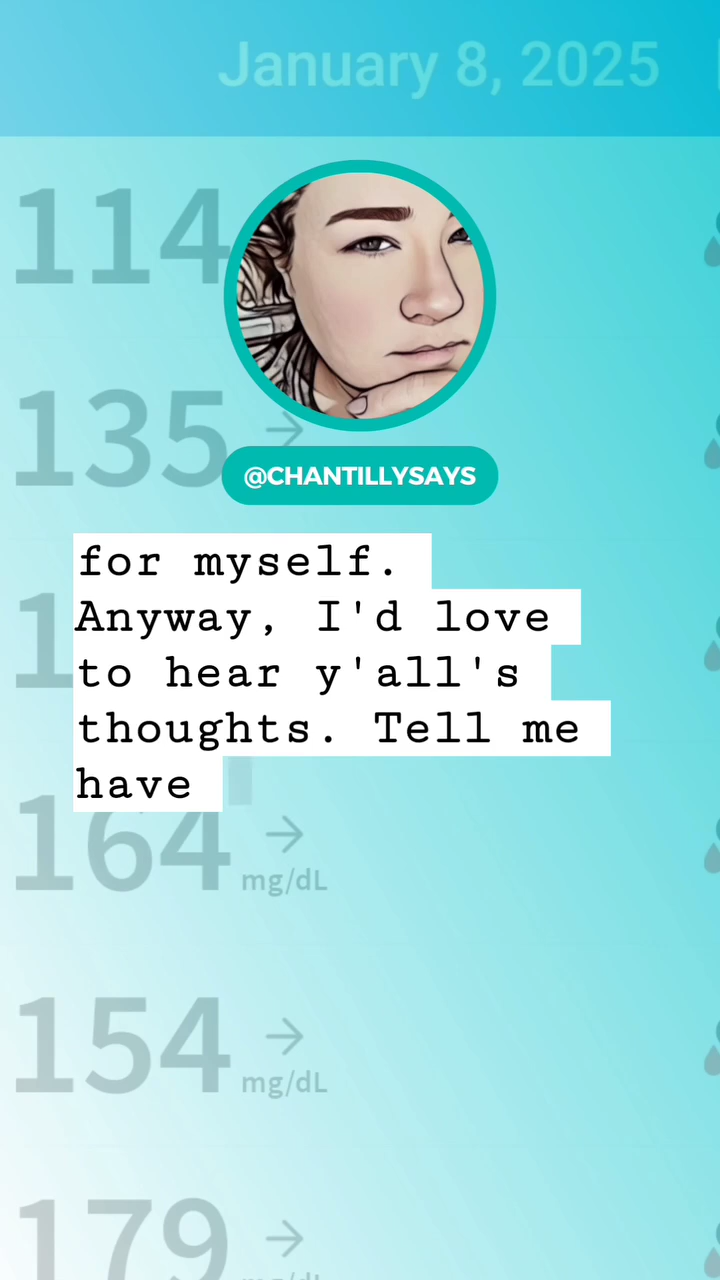 January 8, 2025
114
135
@CHANTILLYSAYS
for myself.
Anyway, I'd love
to hear y'all's
thoughts. Tell me
have
164
mg/dL
154
mg/dL
179